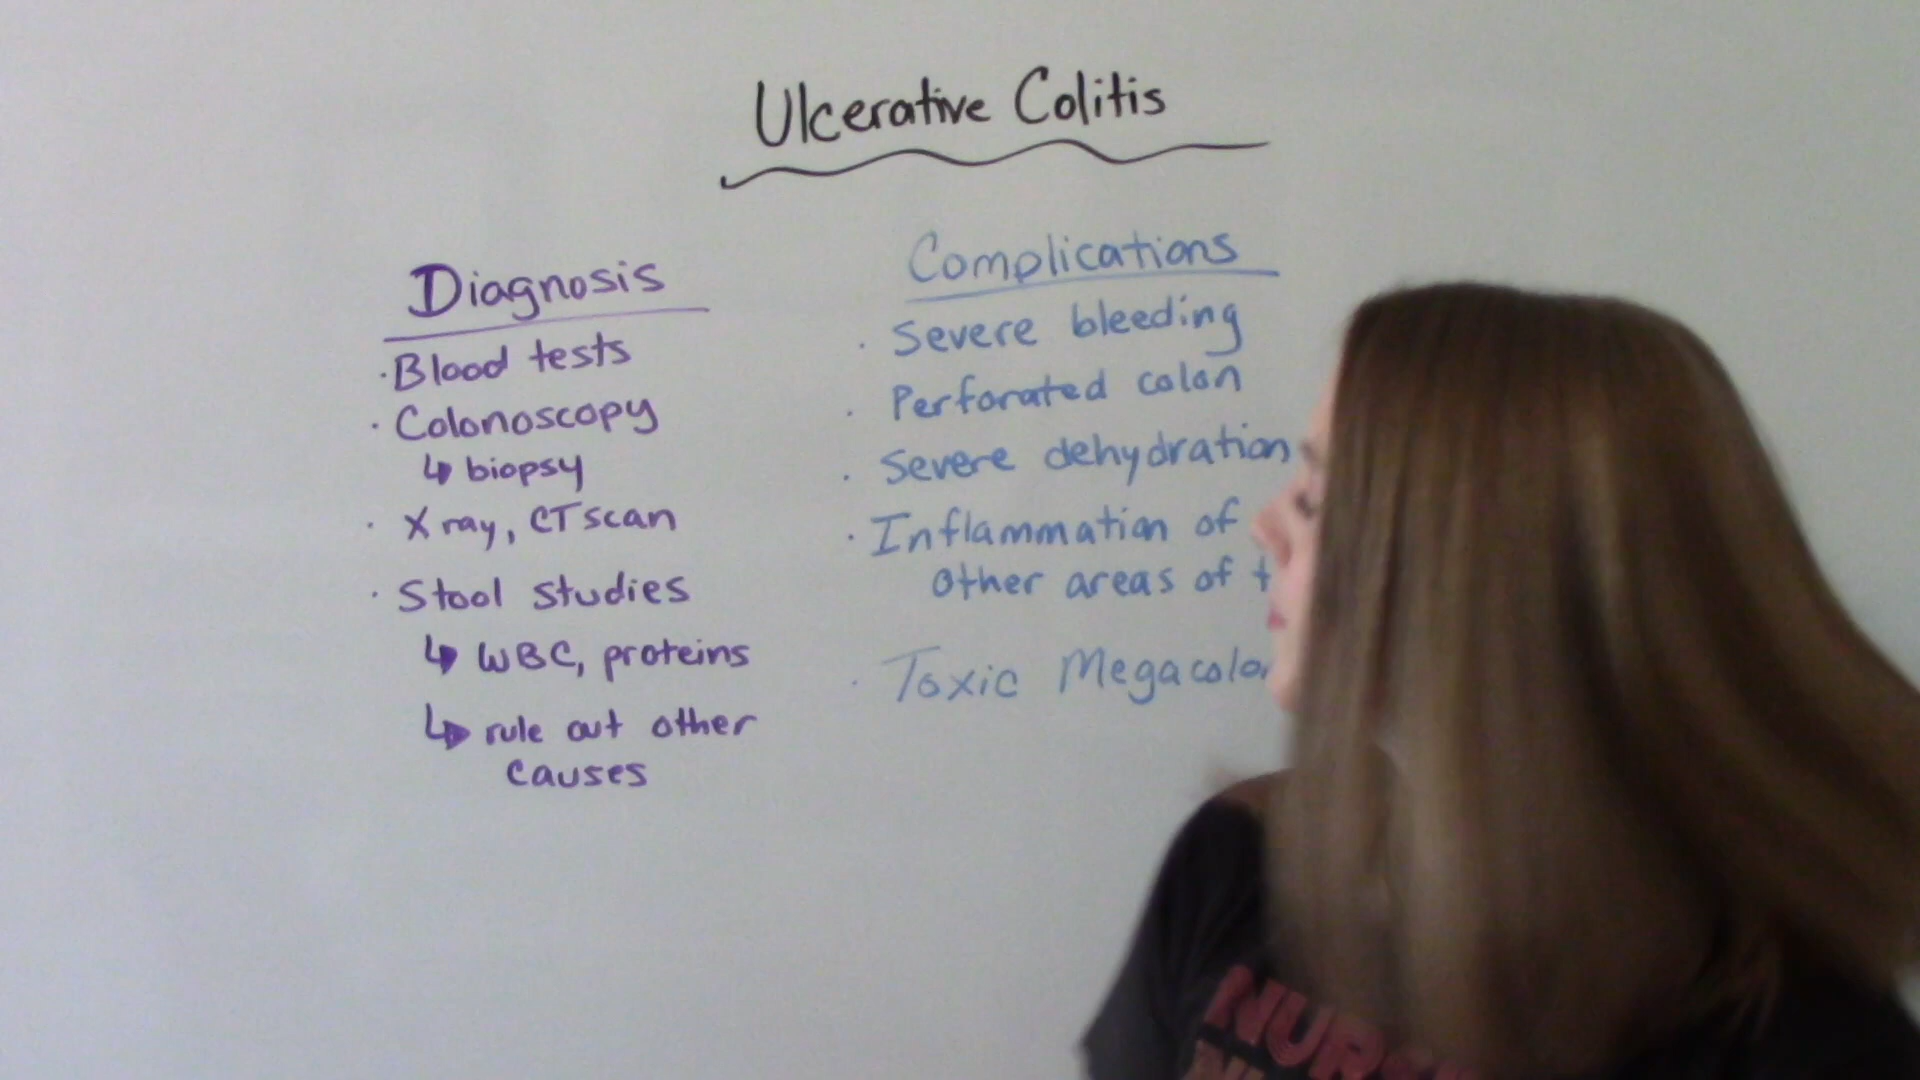 Ulcerative Colitis
Diagnosis
· Blood tests
· Colonoscopy
↳ biopsy
· X ray, CT scan
· Stool studies
↳ WBC, proteins
↳ rule out other
causes
Complications
· Severe bleeding
· Perforated colon
· Severe dehydration
· Inflammation of
other areas of
· Toxic Megacolon